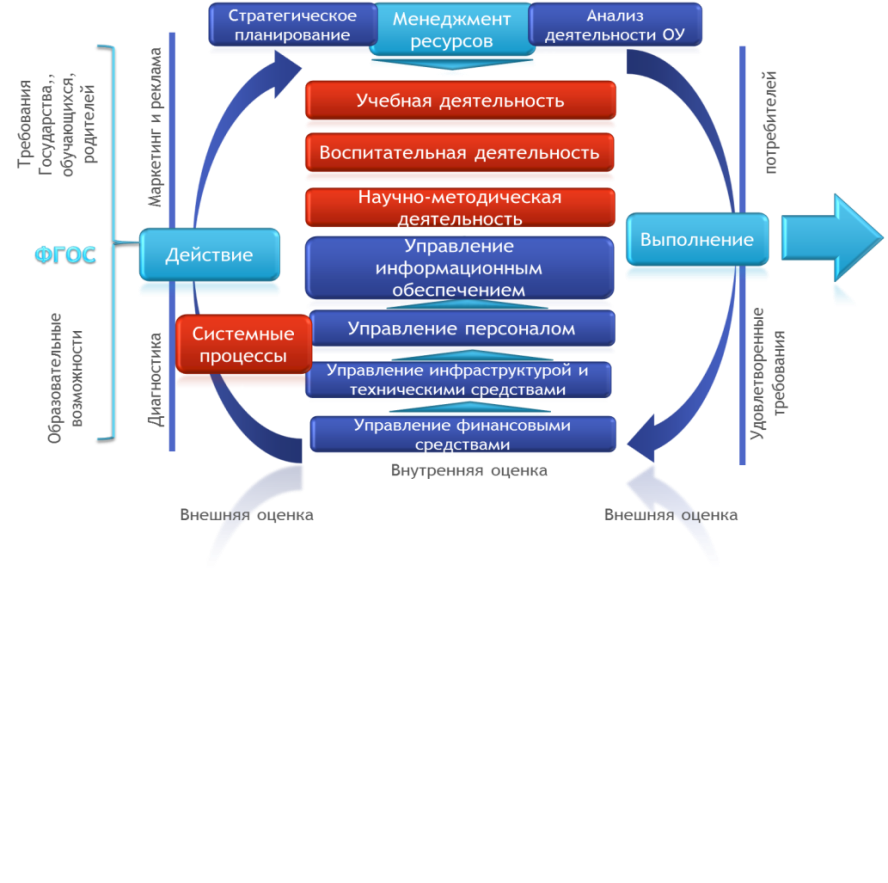 Стратегическое
планирование
Менеджмент
ресурсов
Анализ
деятельности ОУ
Требования
Государства,,
обучающихся,
родителей
Маркетинг и реклама
Учебная деятельность
Воспитательная деятельность
Научно-методическая
деятельность
потребителей
ФГОС
Действие
Управление
информационным
обеспечением
Выполнение
Системные
процессы
Управление персоналом
Управление инфраструктурой и
техническими средствами
Управление финансовыми
средствами
Образовательные
возможности
Диагностика
Удовлетворенные
требования
Внутренняя оценка
Внешняя оценка
Внешняя оценка